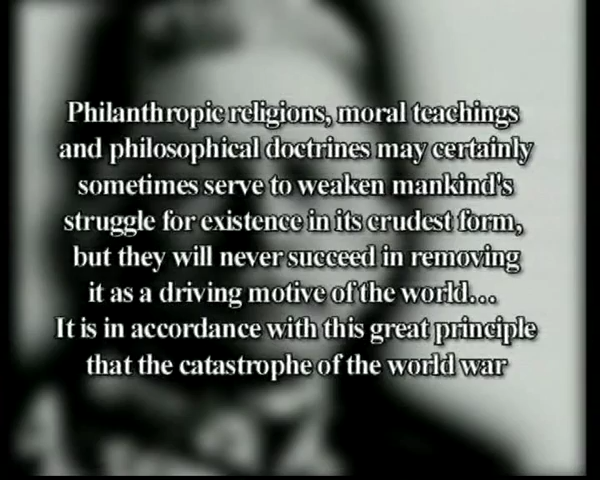 Philanthropic religions, moral teachings
and philosophical doctrines may certainly
sometimes serve to weaken mankind's
struggle for existence in its crudest form,
but they will never succeed in removing
it as a driving motive of the world...
It is in accordance with this great principle
that the catastrophe of the world war